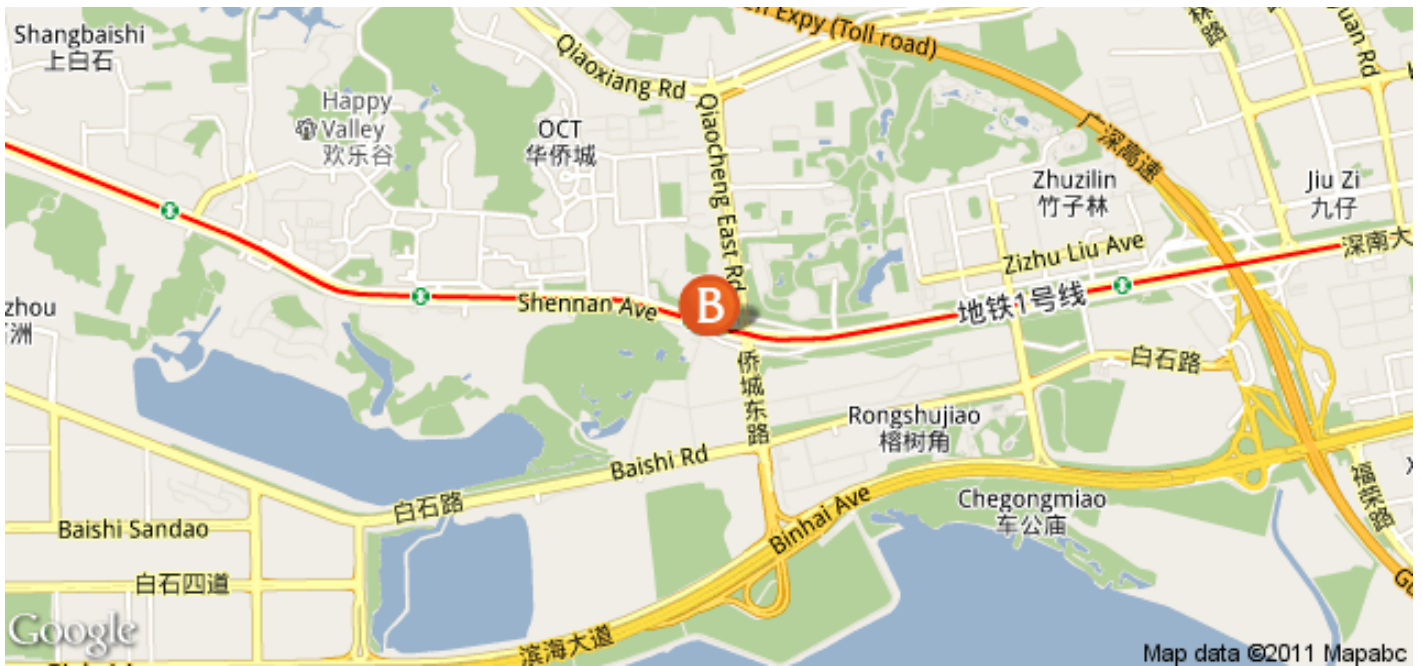 Expy (Toll road)
Shangbaishi
上白石
Qiaoxiang Rd
Happy
Valley
欢乐谷
OCT
华侨城
Qiaocheng East Rd
广深高速
林路
Zhuzilin
竹子林
Jiu Zi
九仔
Zizhu Liu Ave
深南大
Shennan Ave
B
地铁1号线
zhou
洲
侨城东路
白石路
Rongshujiao
榕树角
Baishi Rd
白石路
Baishi Sandao
Binhai Ave
Chegongmiao
车公庙
白石四道
滨海大道
Google
Map data ©2011 Mapabc